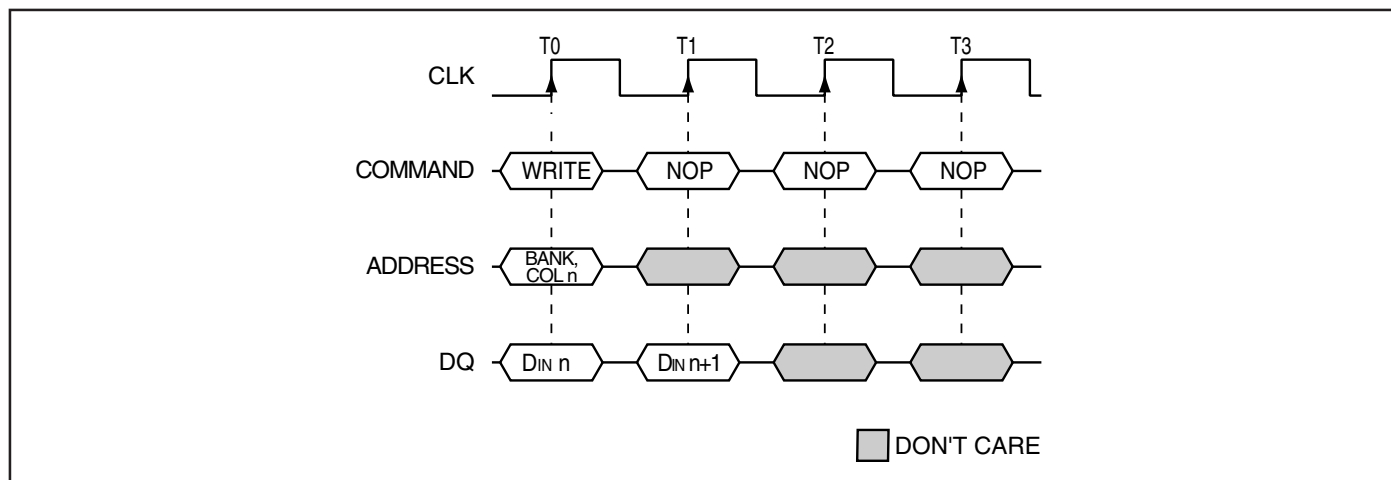 T0 T1 T2 T3
CLK
COMMAND WRITE NOP NOP NOP
ADDRESS BANK,
COL n
DQ DIN n DIN n+1
DON'T CARE